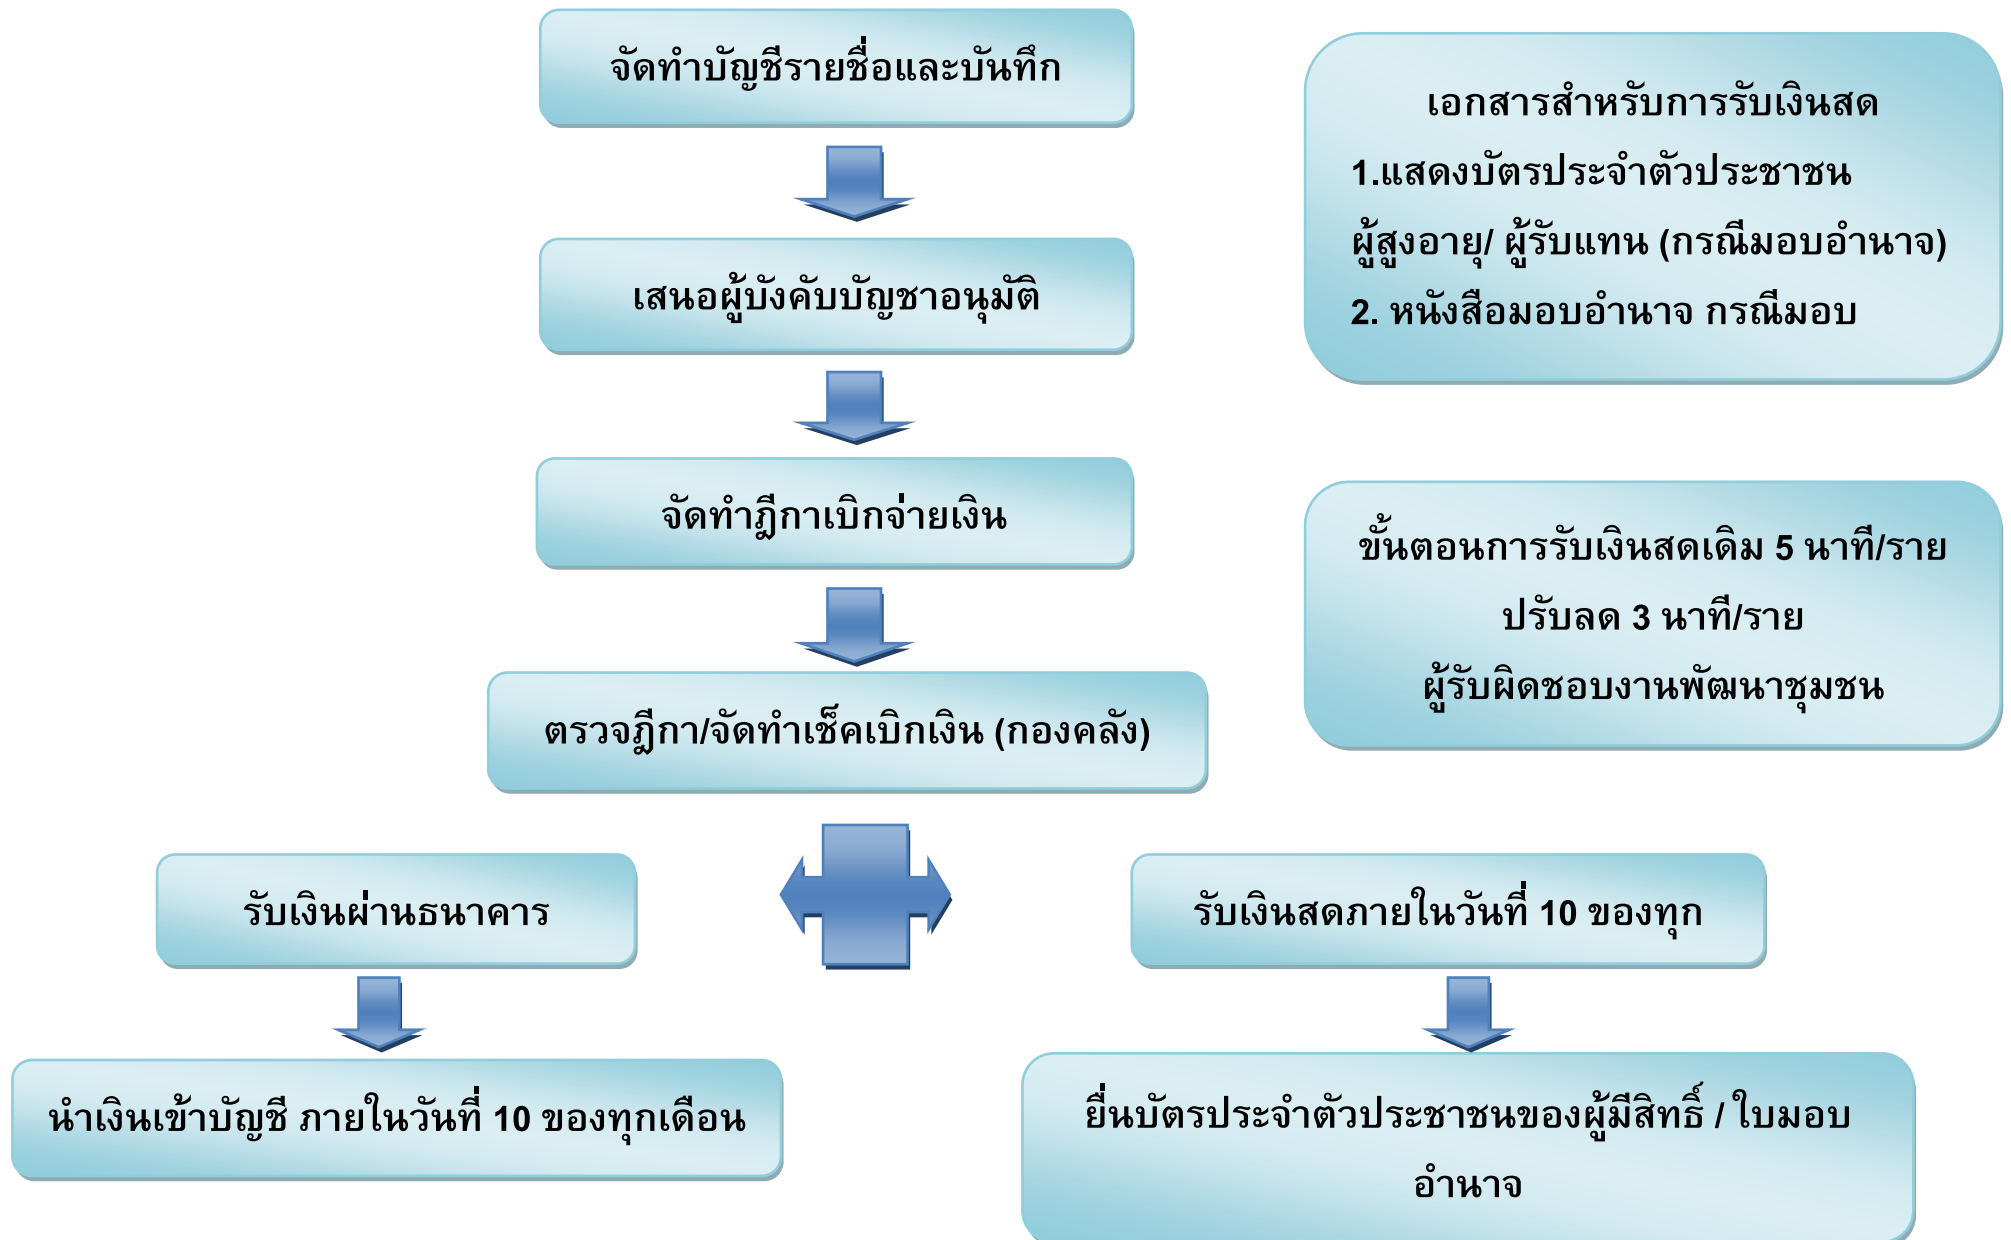 จัดทำบัญชีรายชื่อและบันทึก
เสนอผู้บังคับบัญชาอนุมัติ
จัดทำฎีกาเบิกจ่ายเงิน
ตรวจฎีกา/จัดทำเช็คเบิกเงิน (กองคลัง)
รับเงินผ่านธนาคาร
นำเงินเข้าบัญชี ภายในวันที่ 10 ของทุกเดือน
รับเงินสดภายในวันที่ 10 ของทุก
ยื่นบัตรประจำตัวประชาชนของผู้มีสิทธิ์ / ใบมอบ
อำนาจ
เอกสารสำหรับการรับเงินสด
1.แสดงบัตรประจำตัวประชาชน
ผู้สูงอายุ/ ผู้รับแทน (กรณีมอบอำนาจ)
2. หนังสือมอบอำนาจ กรณีมอบ
ขั้นตอนการรับเงินสดเดิม 5 นาที/ราย
ปรับลด 3 นาที/ราย
ผู้รับผิดชอบงานพัฒนาชุมชน